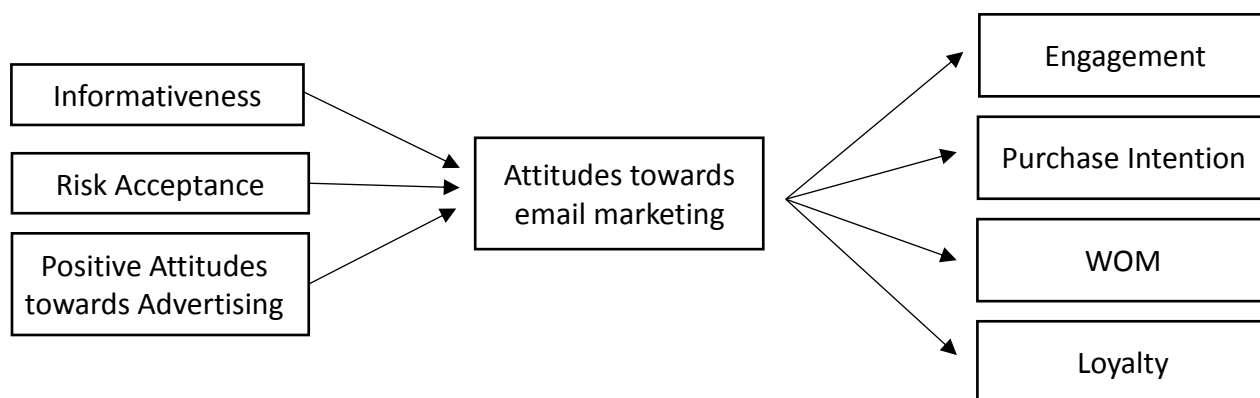 Informativeness
Risk Acceptance
Positive Attitudes
towards Advertising
Attitudes towards
email marketing
Engagement
Purchase Intention
WOM
Loyalty